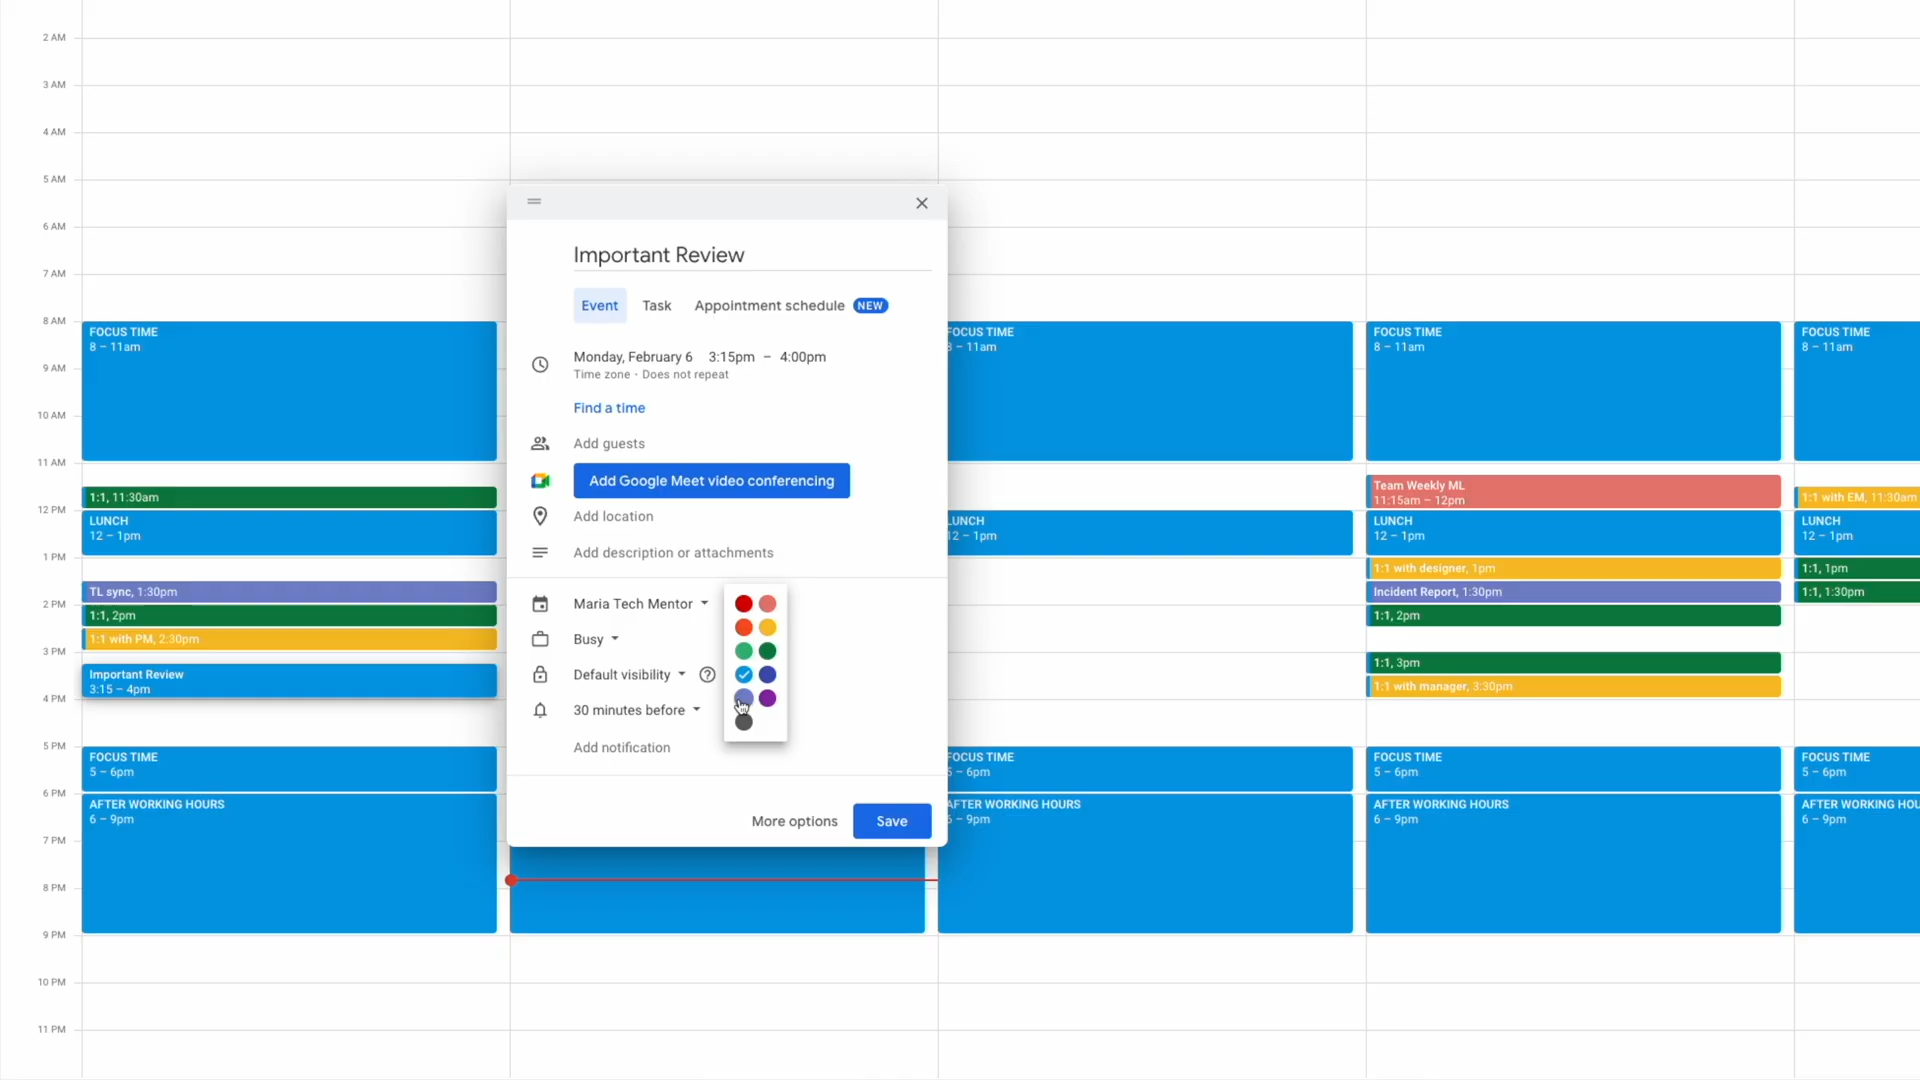 2 AM
3 AM
4 AM
5 AM
6 AM
7 AM
8 AM
9 AM
10 AM
11 AM
12 PM
1 PM
2 PM
3 PM
4 PM
5 PM
6 PM
7 PM
8 PM
9 PM
10 PM
11 PM
FOCUS TIME
8 – 11am
1:1, 11:30am
LUNCH
12 – 1pm
TL sync, 1:30pm
1:1, 2pm
1:1 with PM, 2:30pm
Important Review
3:15 – 4pm
FOCUS TIME
5 – 6pm
AFTER WORKING HOURS
6 – 9pm
Important Review
Event Task Appointment schedule NEW
Monday, February 6 3:15pm – 4:00pm
Time zone · Does not repeat
Find a time
Add guests
Add Google Meet video conferencing
Add location
Add description or attachments
Maria Tech Mentor
Busy
Default visibility
30 minutes before
Add notification
More options Save
FOCUS TIME
8 – 11am
LUNCH
12 – 1pm
FOCUS TIME
5 – 6pm
AFTER WORKING HOURS
6 – 9pm
FOCUS TIME
8 – 11am
Team Weekly ML
11:15am – 12pm
LUNCH
12 – 1pm
1:1 with designer, 1pm
Incident Report, 1:30pm
1:1, 2pm
1:1, 3pm
1:1 with manager, 3:30pm
FOCUS TIME
5 – 6pm
AFTER WORKING HOURS
6 – 9pm
FOCUS TIME
8 – 11am
1:1 with EM, 11:30am
LUNCH
12 – 1pm
1:1, 1pm
1:1, 1:30pm
FOCUS TIME
5 – 6pm
AFTER WORKING HOU
6 – 9pm